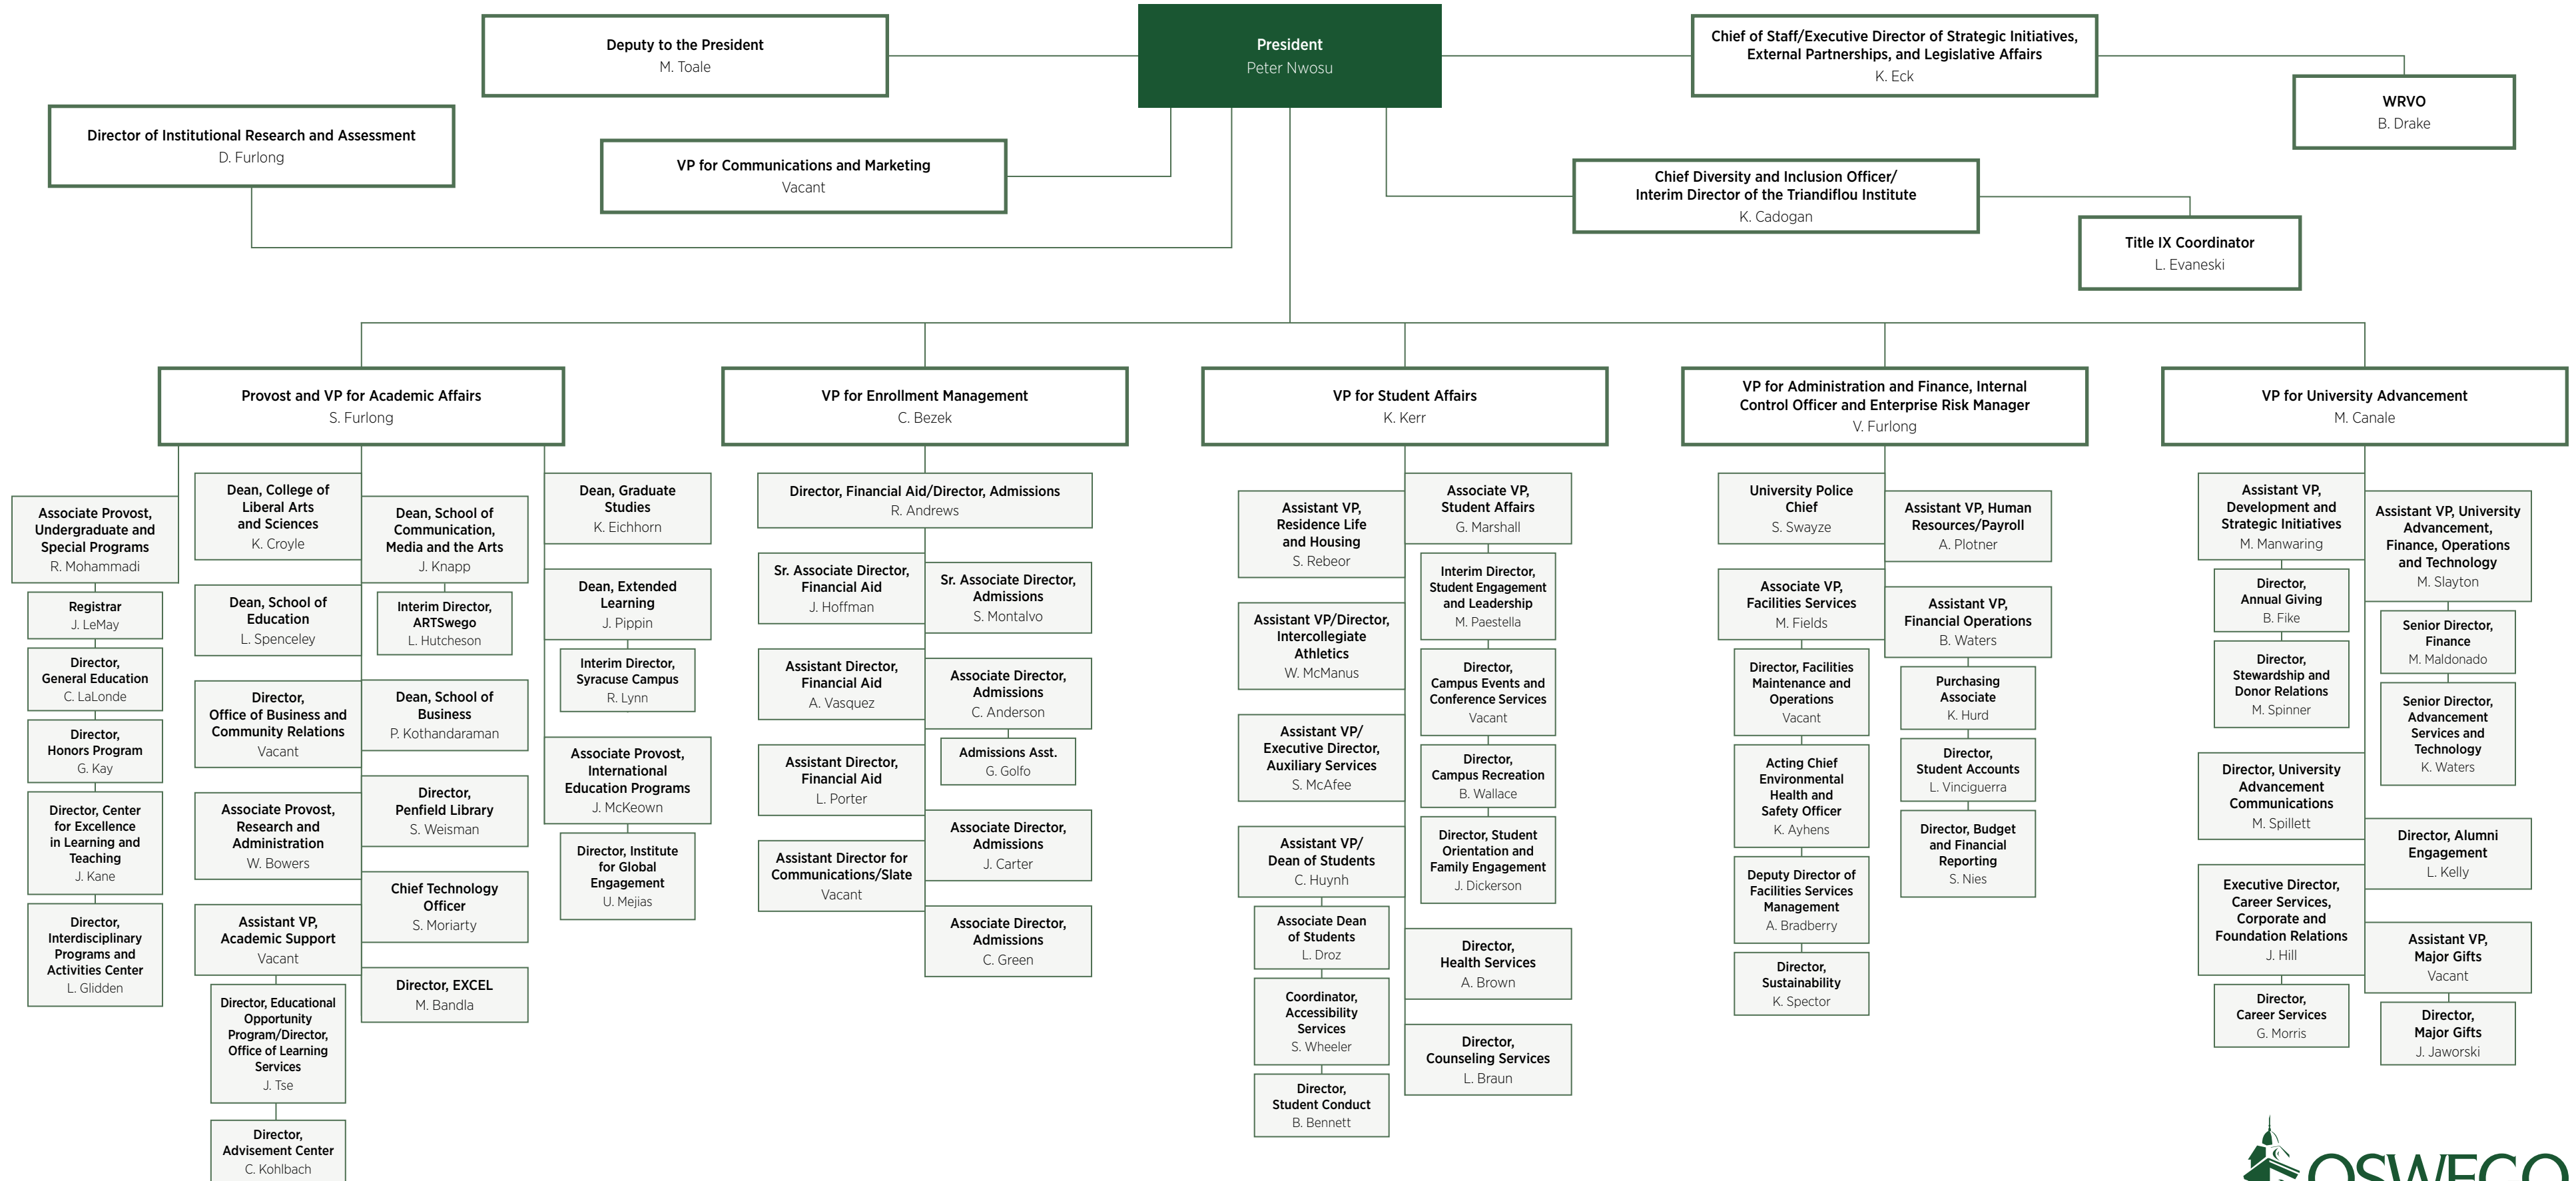 Deputy to the President
M. Toale
President
Peter Nwosu
Chief of Staff/Executive Director of Strategic Initiatives,
External Partnerships, and Legislative Affairs
K. Eck
WRVO
B. Drake
Director of Institutional Research and Assessment
D. Furlong
VP for Communications and Marketing
Vacant
Chief Diversity and Inclusion Officer/
Interim Director of the Triandiflou Institute
K. Cadogan
Title IX Coordinator
L. Evaneski
Provost and VP for Academic Affairs
S. Furlong
VP for Enrollment Management
C. Bezek
VP for Student Affairs
K. Kerr
VP for Administration and Finance, Internal
Control Officer and Enterprise Risk Manager
V. Furlong
VP for University Advancement
M. Canale
Associate Provost,
Undergraduate and
Special Programs
R. Mohammadi
Registrar
J. LeMay
Director,
General Education
C. LaLonde
Director,
Honors Program
G. Kay
Director, Center
for Excellence
in Learning and
Teaching
J. Kane
Director,
Interdisciplinary
Programs and
Activities Center
L. Glidden
Dean, College of
Liberal Arts
and Sciences
K. Croyle
Dean, School of
Education
L. Spenceley
Director,
Office of Business and
Community Relations
Vacant
Associate Provost,
Research and
Administration
W. Bowers
Assistant VP,
Academic Support
Vacant
Director, Educational
Opportunity
Program/Director,
Office of Learning
Services
J. Tse
Director,
Advisement Center
C. Kohlbach
Dean, School of
Communication,
Media and the Arts
J. Knapp
Interim Director,
ARTSwego
L. Hutcheson
Dean, School of
Business
P. Kothandaraman
Director,
Penfield Library
S. Weisman
Chief Technology
Officer
S. Moriarty
Director, EXCEL
M. Bandla
Dean, Graduate
Studies
K. Eichhorn
Dean, Extended
Learning
J. Pippin
Interim Director,
Syracuse Campus
R. Lynn
Associate Provost,
International
Education Programs
J. McKeown
Director, Institute
for Global
Engagement
U. Mejias
Director, Financial Aid/Director, Admissions
R. Andrews
Sr. Associate Director,
Financial Aid
J. Hoffman
Assistant Director,
Financial Aid
A. Vasquez
Assistant Director,
Financial Aid
L. Porter
Assistant Director for
Communications/Slate
Vacant
Sr. Associate Director,
Admissions
S. Montalvo
Associate Director,
Admissions
C. Anderson
Admissions Asst.
G. Golfo
Associate Director,
Admissions
J. Carter
Associate Director,
Admissions
C. Green
Assistant VP,
Residence Life
and Housing
S. Rebeor
Assistant VP/Director,
Intercollegiate
Athletics
W. McManus
Assistant VP/
Executive Director,
Auxiliary Services
S. McAfee
Assistant VP/
Dean of Students
C. Huynh
Associate Dean
of Students
L. Droz
Coordinator,
Accessibility
Services
S. Wheeler
Director,
Student Conduct
B. Bennett
Associate VP,
Student Affairs
G. Marshall
Interim Director,
Student Engagement
and Leadership
M. Paestella
Director,
Campus Events and
Conference Services
Vacant
Director,
Campus Recreation
B. Wallace
Director, Student
Orientation and
Family Engagement
J. Dickerson
Director,
Health Services
A. Brown
Director,
Counseling Services
L. Braun
University Police
Chief
S. Swayze
Associate VP,
Facilities Services
M. Fields
Director, Facilities
Maintenance and
Operations
Vacant
Acting Chief
Environmental
Health and
Safety Officer
K. Ayhens
Deputy Director of
Facilities Services
Management
A. Bradberry
Director,
Sustainability
K. Spector
Assistant VP, Human
Resources/Payroll
A. Plotner
Assistant VP,
Financial Operations
B. Waters
Purchasing
Associate
K. Hurd
Director,
Student Accounts
L. Vinciguerra
Director, Budget
and Financial
Reporting
S. Nies
Assistant VP,
Development and
Strategic Initiatives
M. Manwaring
Director,
Annual Giving
B. Fike
Director,
Stewardship and
Donor Relations
M. Spinner
Director, University
Advancement
Communications
M. Spillett
Executive Director,
Career Services,
Corporate and
Foundation Relations
J. Hill
Director,
Career Services
G. Morris
Assistant VP, University
Advancement,
Finance, Operations
and Technology
M. Slayton
Senior Director,
Finance
M. Maldonado
Senior Director,
Advancement
Services and
Technology
K. Waters
Director, Alumni
Engagement
L. Kelly
Assistant VP,
Major Gifts
Vacant
Director,
Major Gifts
J. Jaworski
OSWEGO